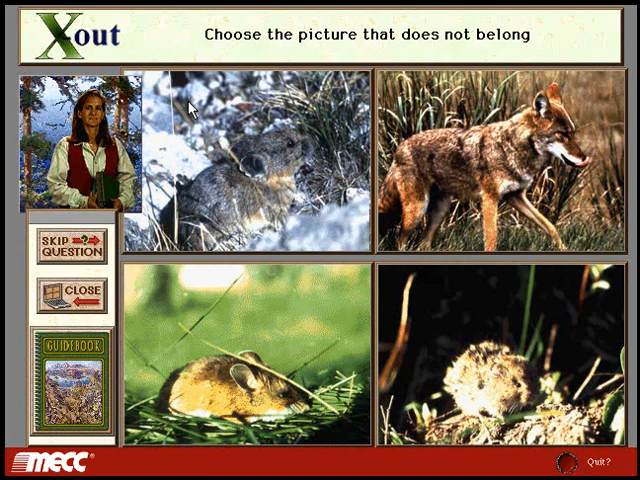 Xout
Choose the picture that does not belong
SKIP ?
QUESTION
CLOSE
GUIDEBOOK
mecc®
Quit?